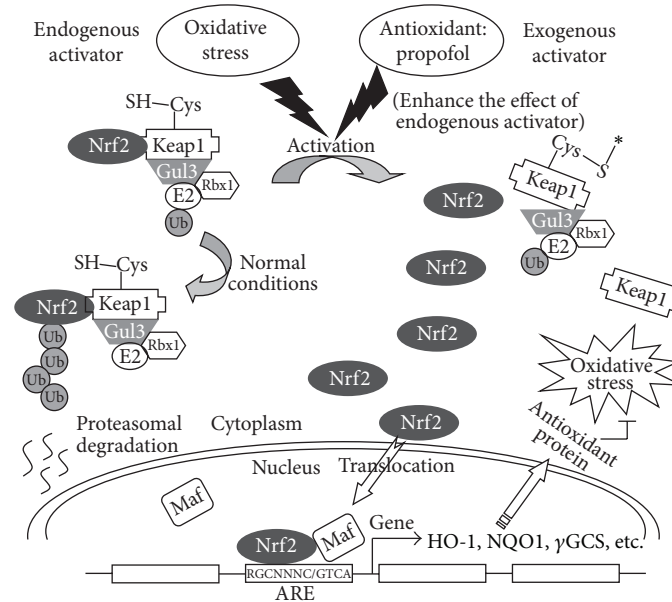 Endogenous
activator
Oxidative
stress
Antioxidant:
propofol
Exogenous
activator
(Enhance the effect of
endogenous activator)
Activation
SH
Cys
Nrf2
Keap1
Gul3
E2
Rbx1
Ub
Normal
conditions
SH
Cys
Nrf2
Keap1
Gul3
E2
Rbx1
Ub
Ub
Ub
Ub
Cys
S
*
Nrf2
Keap1
Gul3
E2
Rbx1
Ub
Nrf2
Keap1
Nrf2
Nrf2
Nrf2
Oxidative
stress
Antioxidant
protein
Proteasomal
degradation
Cytoplasm
Nucleus
Translocation
Maf
Nrf2
Maf
Gene
HO-1, NQO1, γGCS, etc.
RGCNNNC/GTCA
ARE